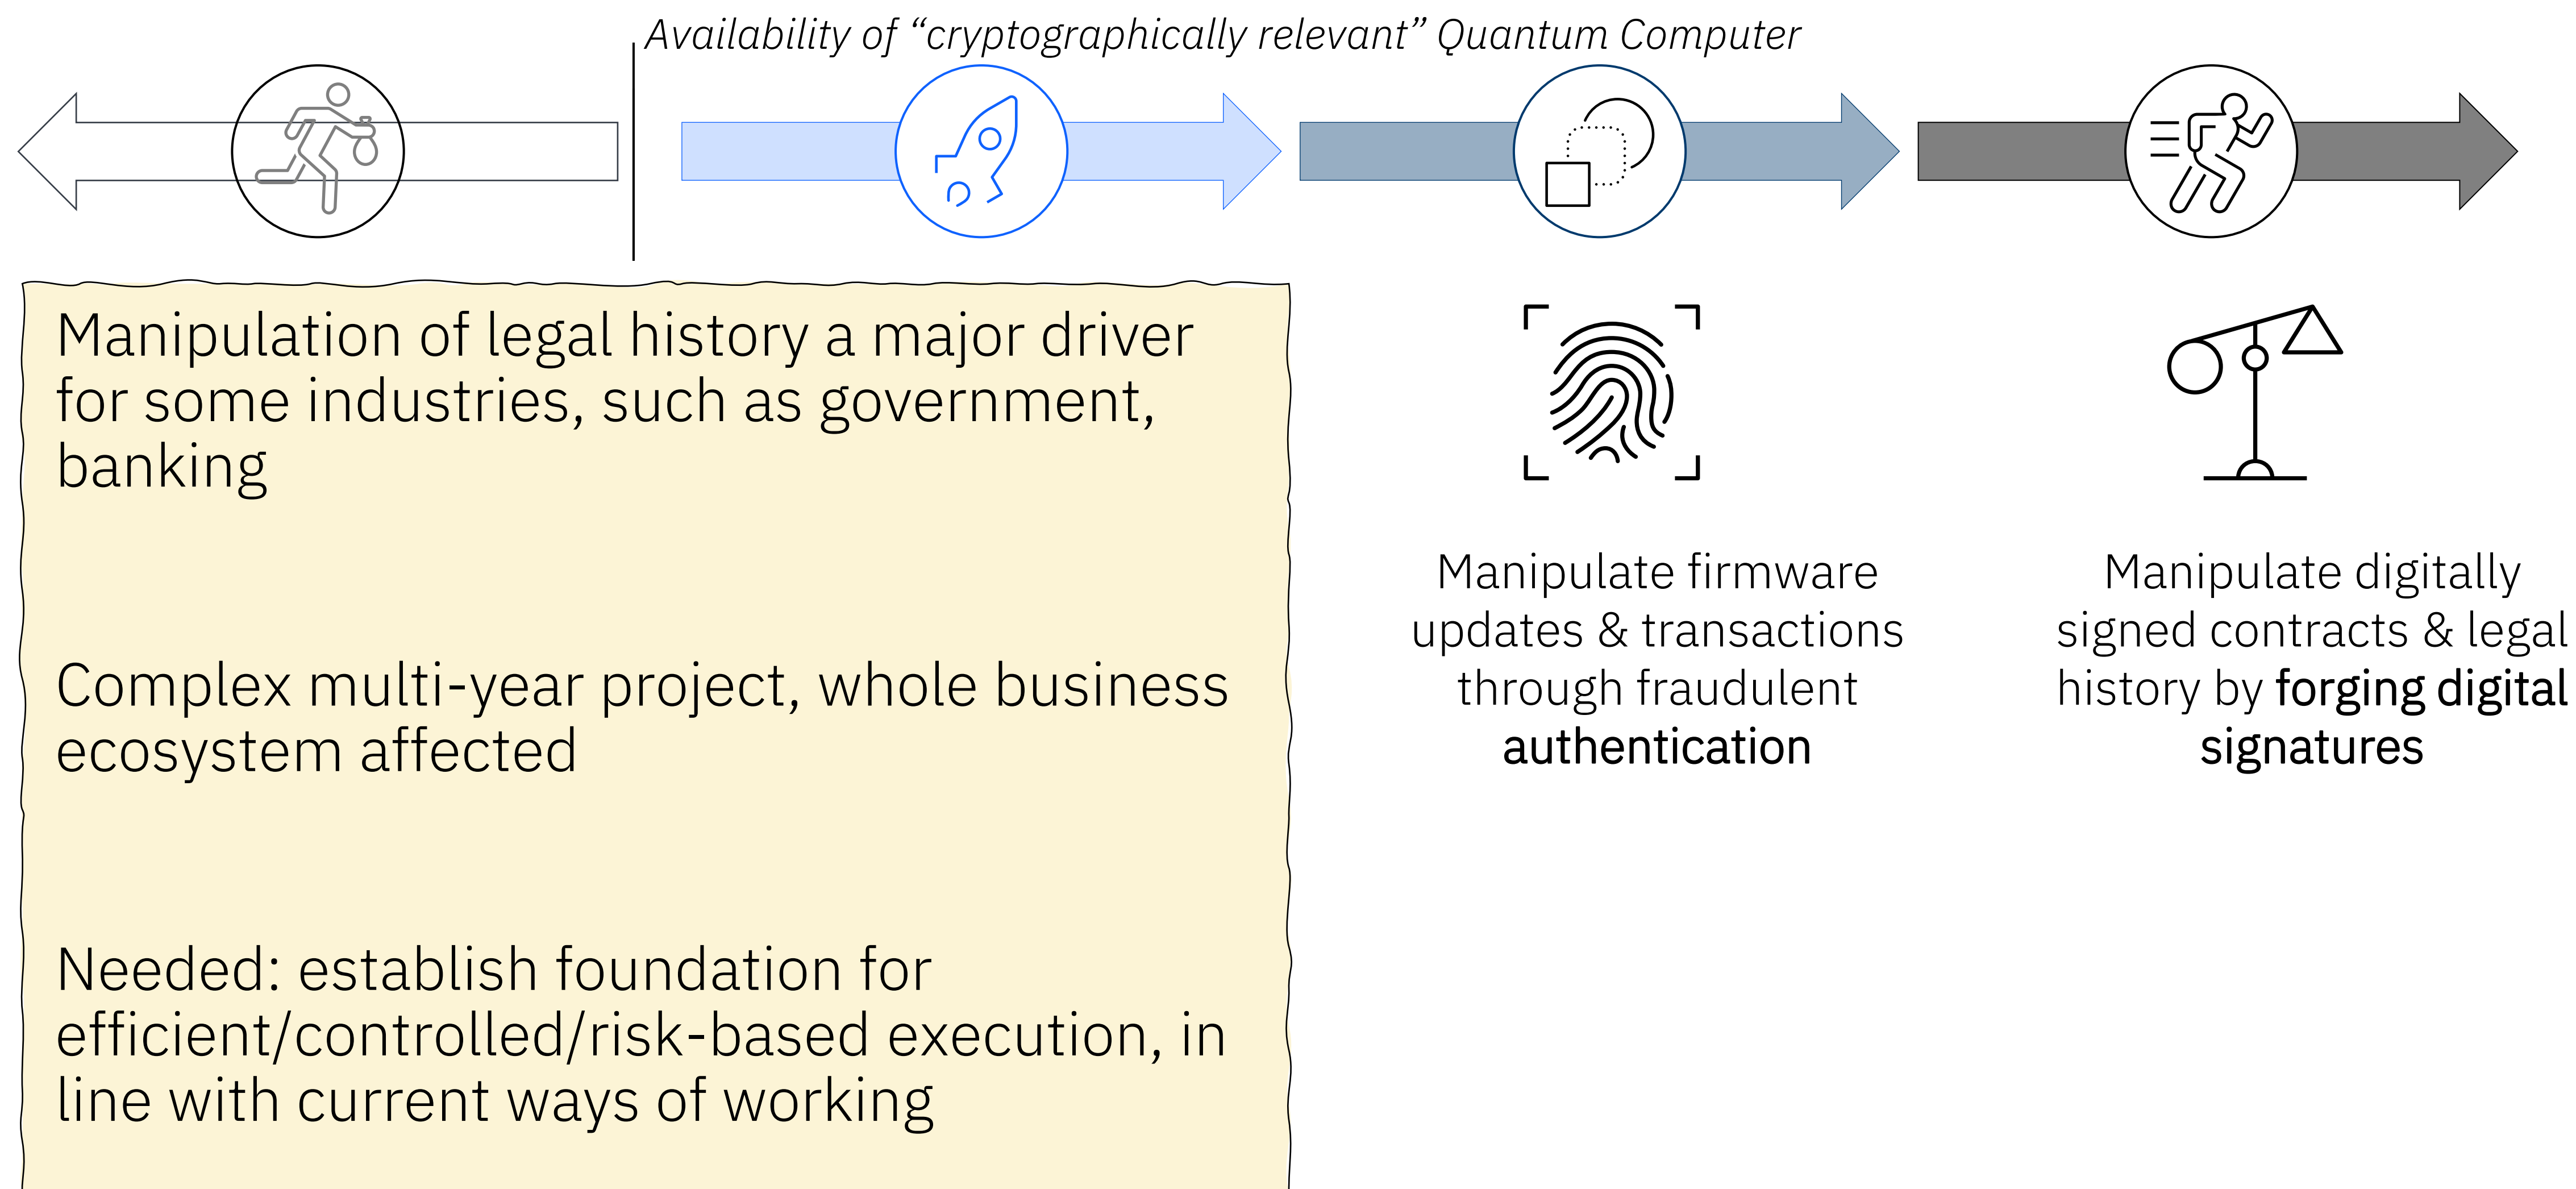 Availability of “cryptographically relevant” Quantum Computer
Manipulation of legal history a major driver
for some industries, such as government,
banking
Complex multi-year project, whole business
ecosystem affected
Needed: establish foundation for
efficient/controlled/risk-based execution, in
line with current ways of working
Manipulate firmware
updates & transactions
through fraudulent
authentication
Manipulate digitally
signed contracts & legal
history by forging digital
signatures